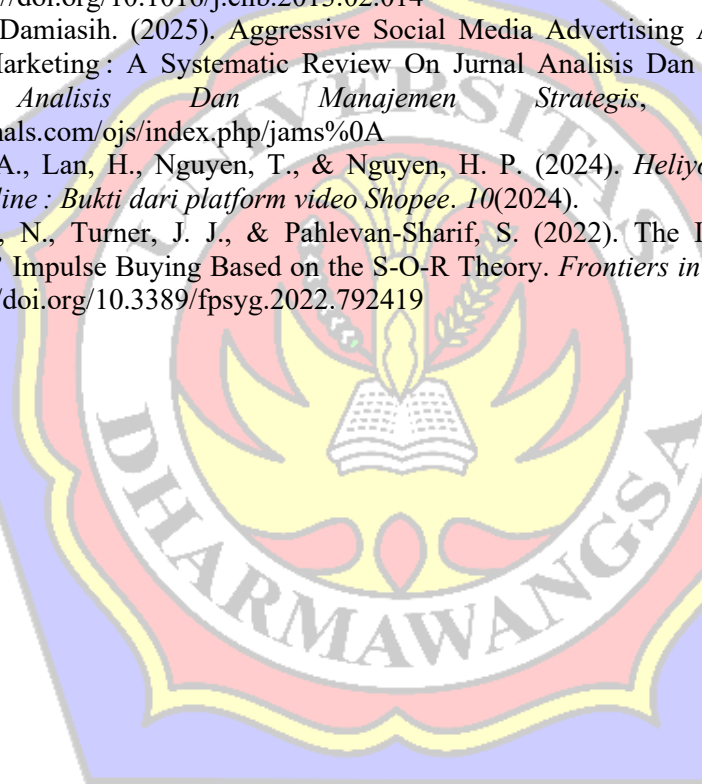 //doi.org/10.1016/j.chb.2015.02.014
Damiasih. (2025). Aggressive Social Media Advertising A
Marketing : A Systematic Review On Jurnal Analisis Dan
Analisis Dan Manajemen Strategis,
nals.com/ojs/index.php/jams%0A
A., Lan, H., Nguyen, T., & Nguyen, H. P. (2024). Heliyo
line : Bukti dari platform video Shopee. 10(2024).
, N., Turner, J. J., & Pahlevan-Sharif, S. (2022). The I
Impulse Buying Based on the S-O-R Theory. Frontiers in
/doi.org/10.3389/fpsyg.2022.792419
UNIVERSITAS
DHARMAWANGSA